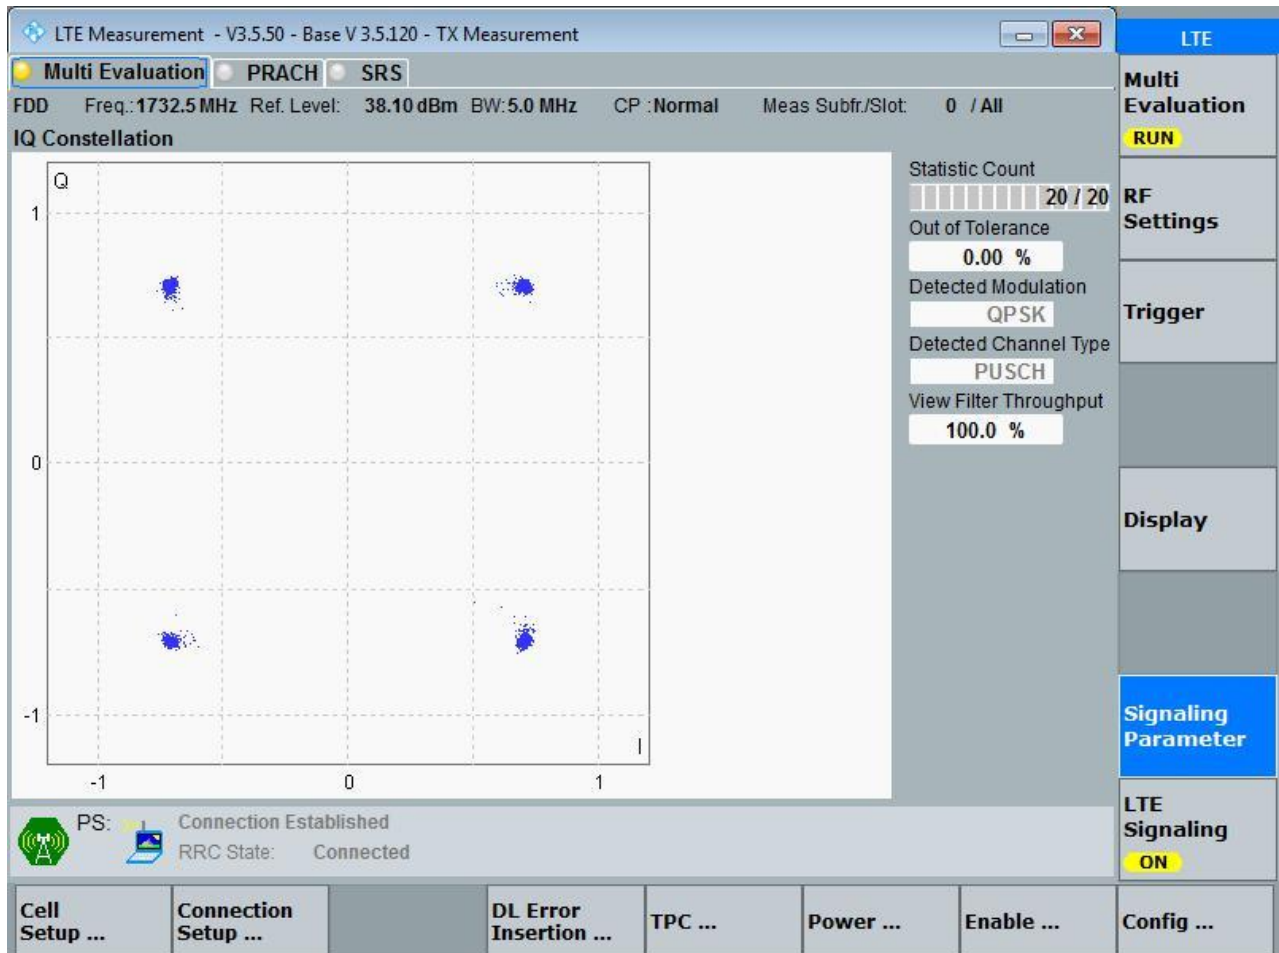 LTE Measurement - V3.5.50 - Base V 3.5.120 - TX Measurement
LTE
Multi Evaluation PRACH SRS
FDD Freq.:1732.5 MHz Ref. Level: 38.10 dBm BW:5.0 MHz CP :Normal Meas Subfr./Slot: 0 / All
IQ Constellation
Q
1
0
-1
-1 0 1
I
Statistic Count
20 / 20
Out of Tolerance
0.00 %
Detected Modulation
QPSK
Detected Channel Type
PUSCH
View Filter Throughput
100.0 %
Multi
Evaluation
RUN
RF
Settings
Trigger
Display
Signaling
Parameter
LTE
Signaling
ON
PS: Connection Established
RRC State: Connected
Cell
Setup ...
Connection
Setup ...
DL Error
Insertion ...
TPC ...
Power ...
Enable ...
Config ...